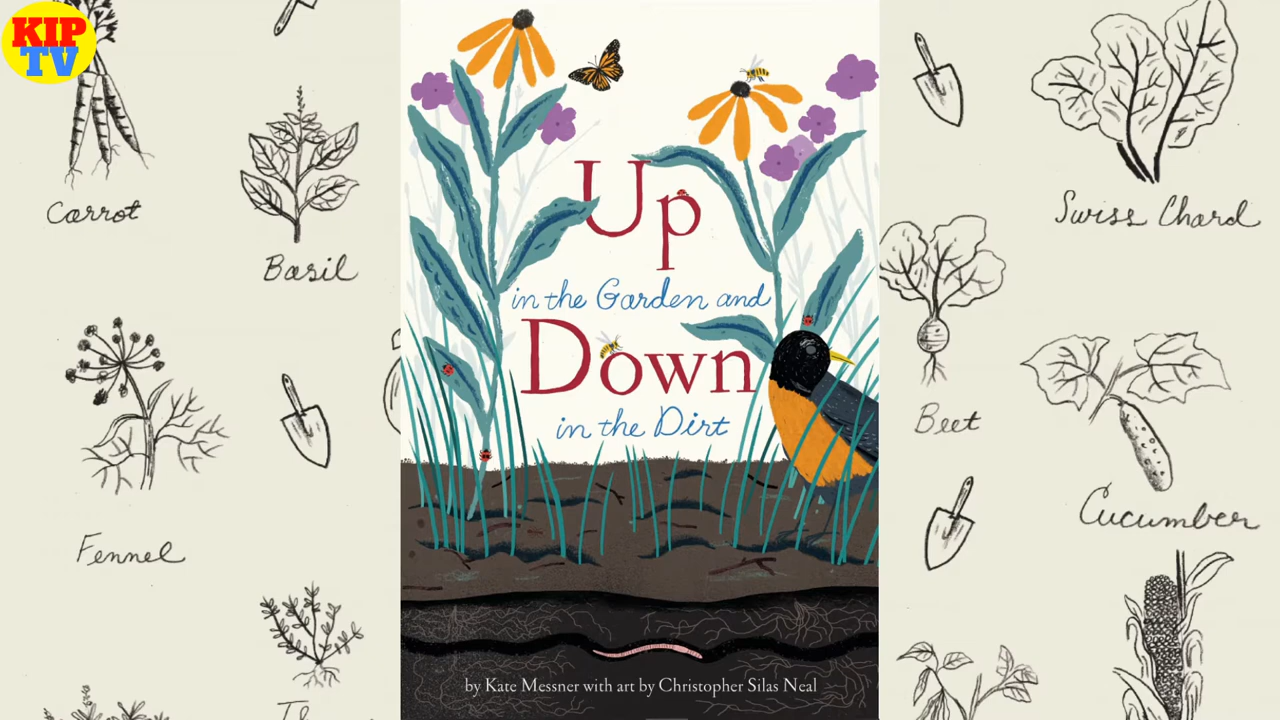 KIP
TV
Carrot
Basil
Fennel
Up
in the Garden and
Down
in the Dirt
by Kate Messner with art by Christopher Silas Neal
Swiss Chard
Beet
Cucumber